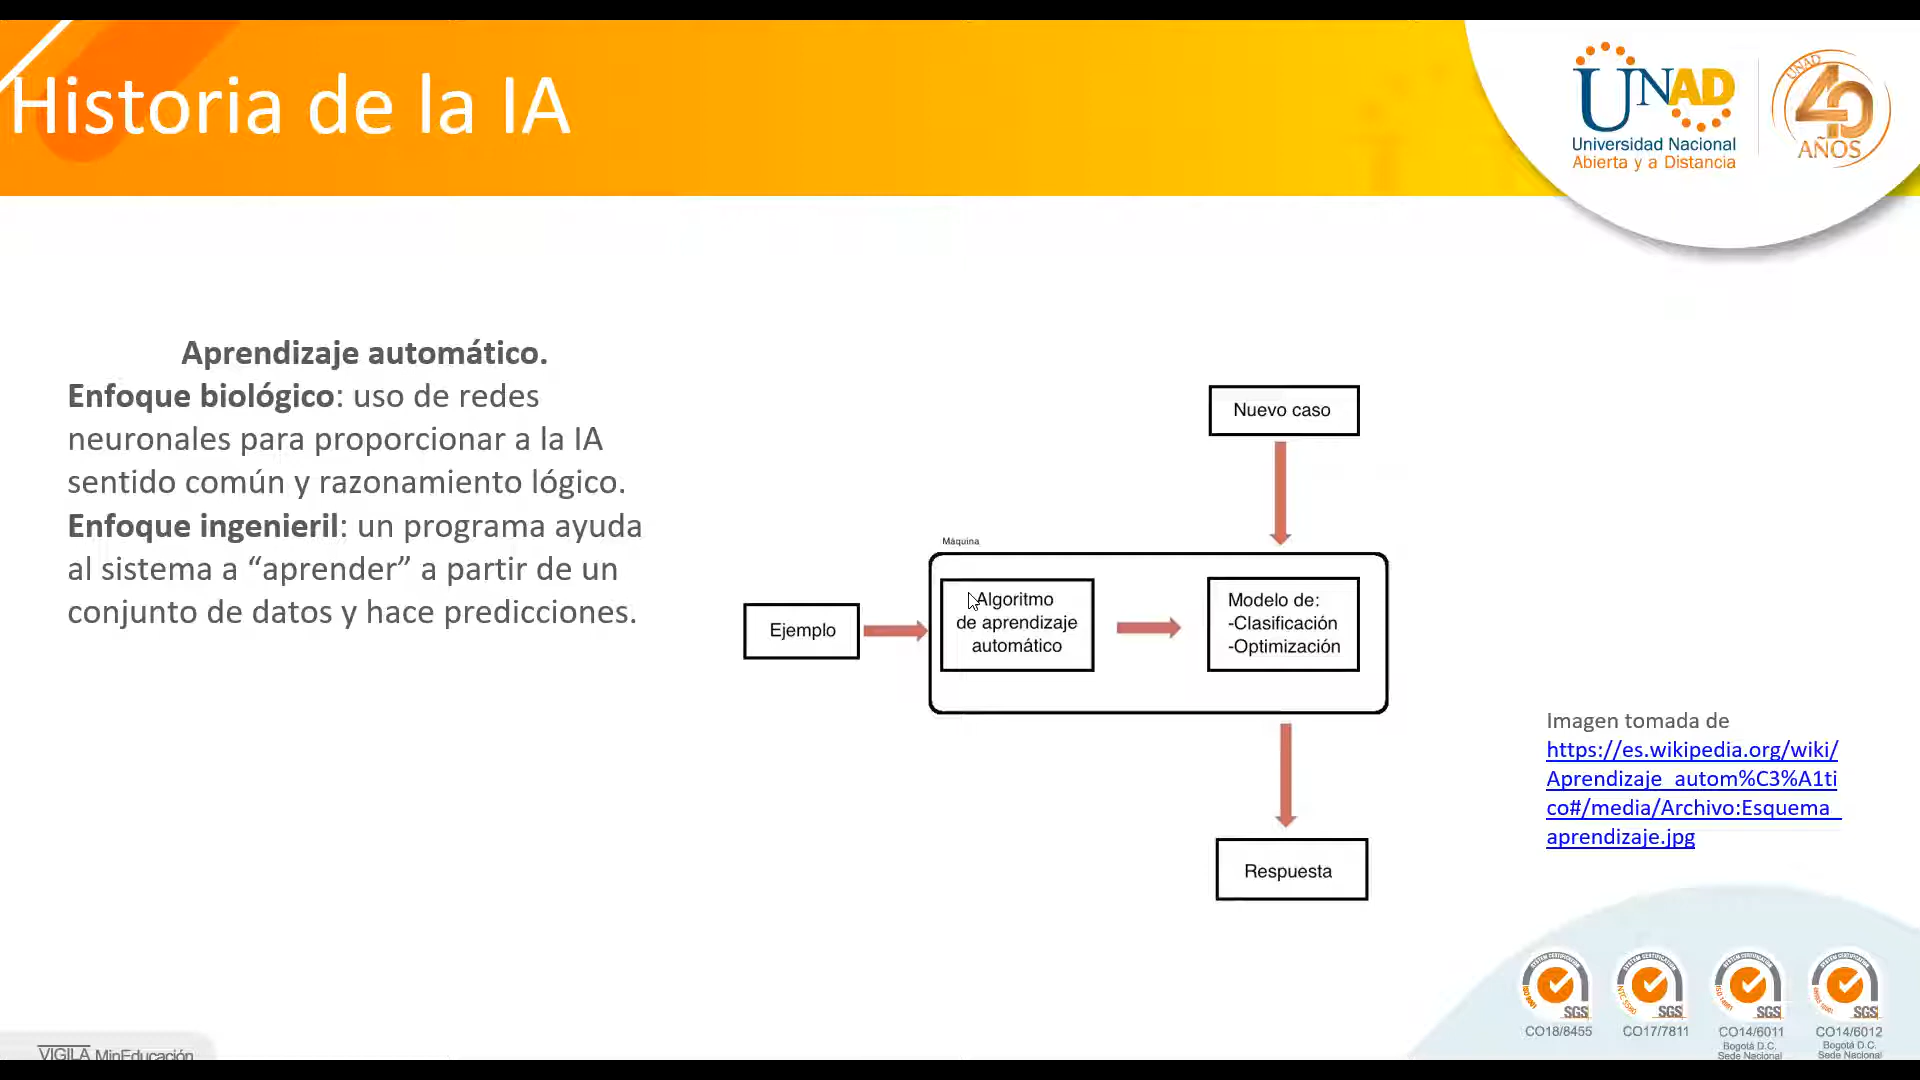 Historia de la IA
UNAD
Universidad Nacional
Abierta y a Distancia
UNAD
40
AÑOS
Aprendizaje automático.
Enfoque biológico: uso de redes
neuronales para proporcionar a la IA
sentido común y razonamiento lógico.
Enfoque ingenieril: un programa ayuda
al sistema a “aprender” a partir de un
conjunto de datos y hace predicciones.
Nuevo caso
Máquina
Ejemplo
Algoritmo
de aprendizaje
automático
Modelo de:
-Clasificación
-Optimización
Respuesta
Imagen tomada de
https://es.wikipedia.org/wiki/
Aprendizaje_autom%C3%A1ti
co#/media/Archivo:Esquema_
aprendizaje.jpg
SGS
SGS
SGS
SGS
CO18/8455
CO17/7811
CO14/6011
Bogotá D.C.
Sede Nacional
CO14/6012
Bogotá D.C.
Sede Nacional
VIGILA MinEducación